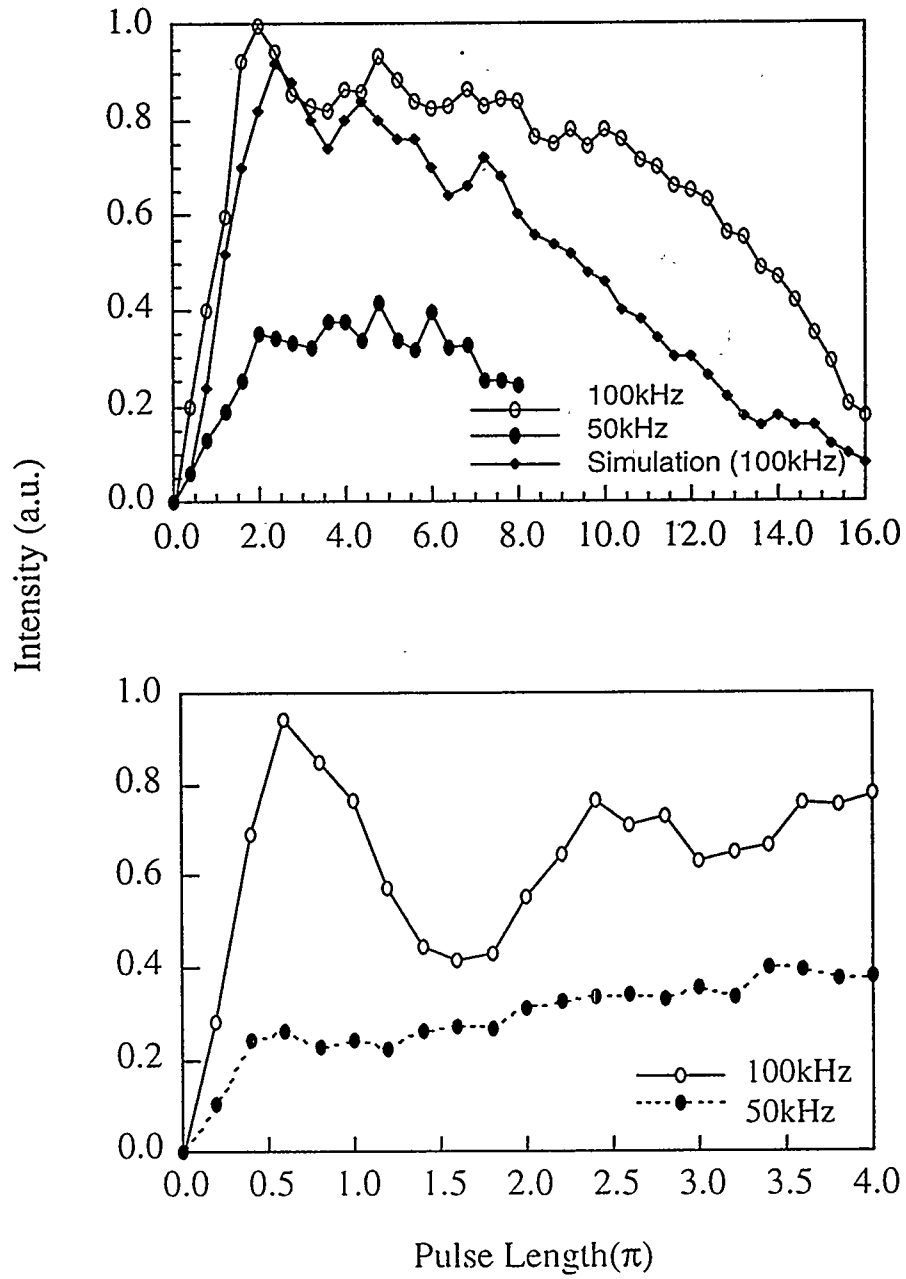 1.0
0.8
0.6
0.4
0.2
0.0
0.0 2.0 4.0 6.0 8.0 10.0 12.0 14.0 16.0
100kHz
50kHz
Simulation (100kHz)
Intensity (a.u.)
1.0
0.8
0.6
0.4
0.2
0.0
0.0 0.5 1.0 1.5 2.0 2.5 3.0 3.5 4.0
100kHz
50kHz
Pulse Length(π)